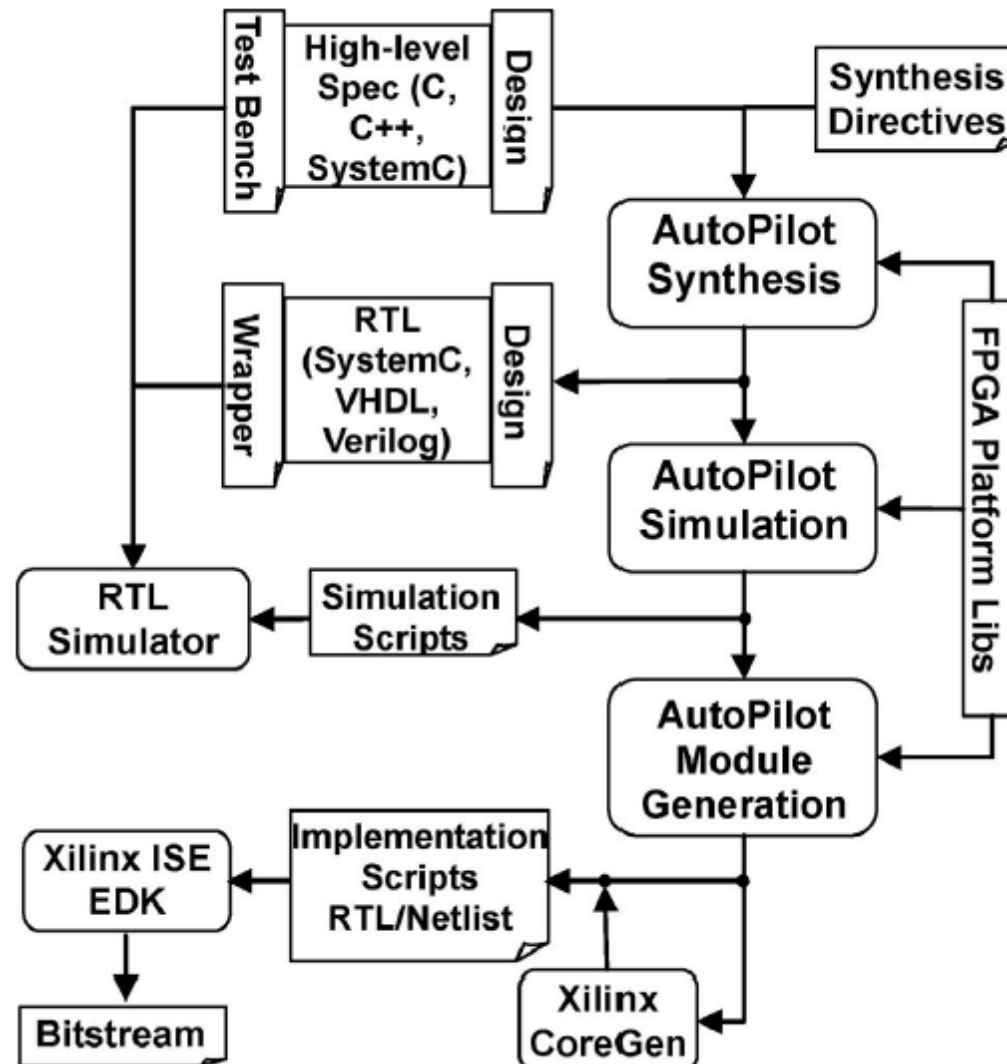 Test Bench
High-level
Spec (C,
C++,
SystemC)
Design
Synthesis
Directives
AutoPilot
Synthesis
Wrapper
RTL
(SystemC,
VHDL,
Verilog)
Design
FPGA Platform Libs
AutoPilot
Simulation
RTL
Simulator
Simulation
Scripts
AutoPilot
Module
Generation
Xilinx ISE
EDK
Implementation
Scripts
RTL/Netlist
Xilinx
CoreGen
Bitstream